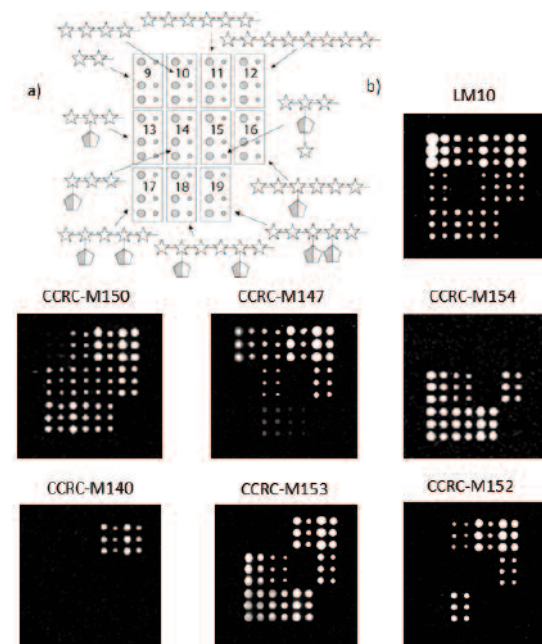 a)
b)
9 10 11 12
13 14 15 16
17 18 19
LM10
CCRC-M150
CCRC-M147
CCRC-M154
CCRC-M140
CCRC-M153
CCRC-M152